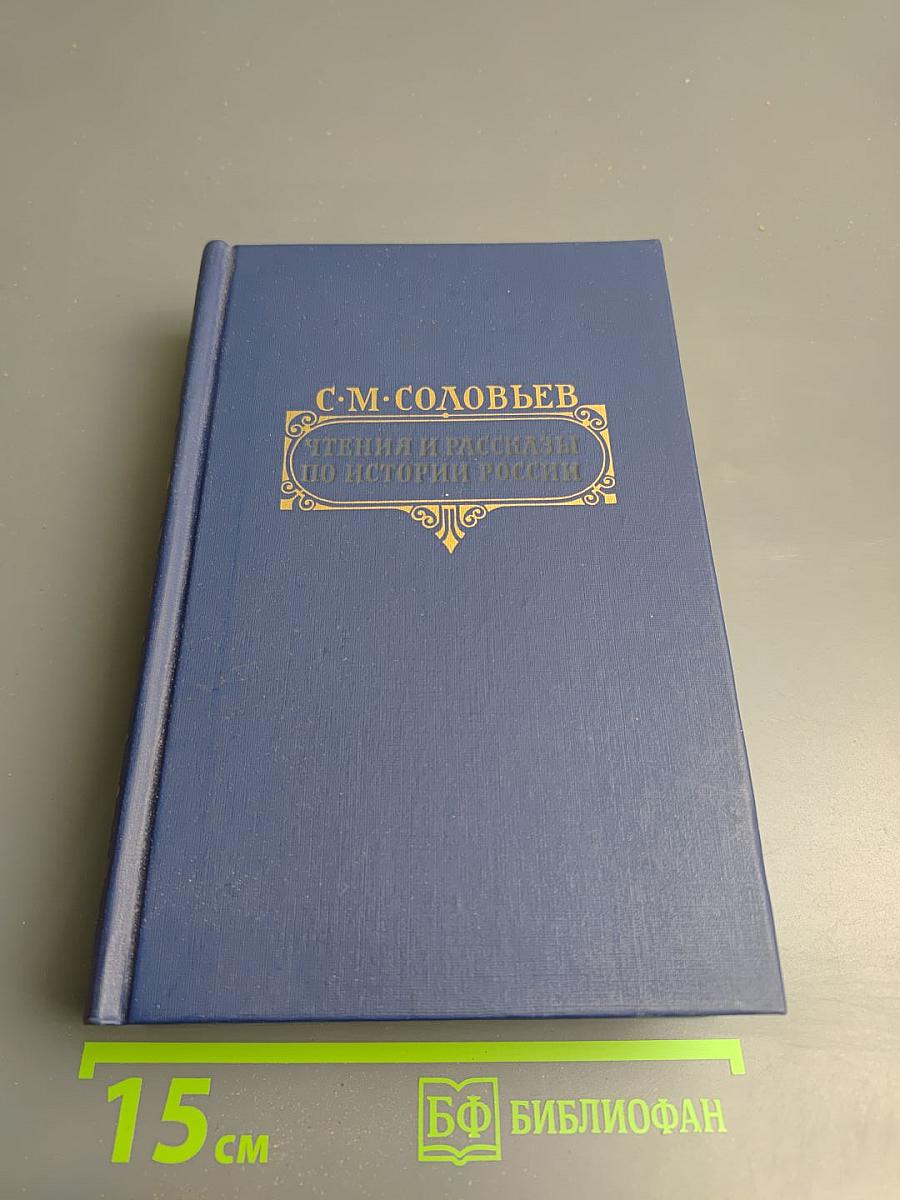 С·М·СОЛОВЬЕВ
ЧТЕНИЯ И РАССКАЗЫ
ПО ИСТОРИИ РОССИИ
15 см
БФ БИБЛИОФАН